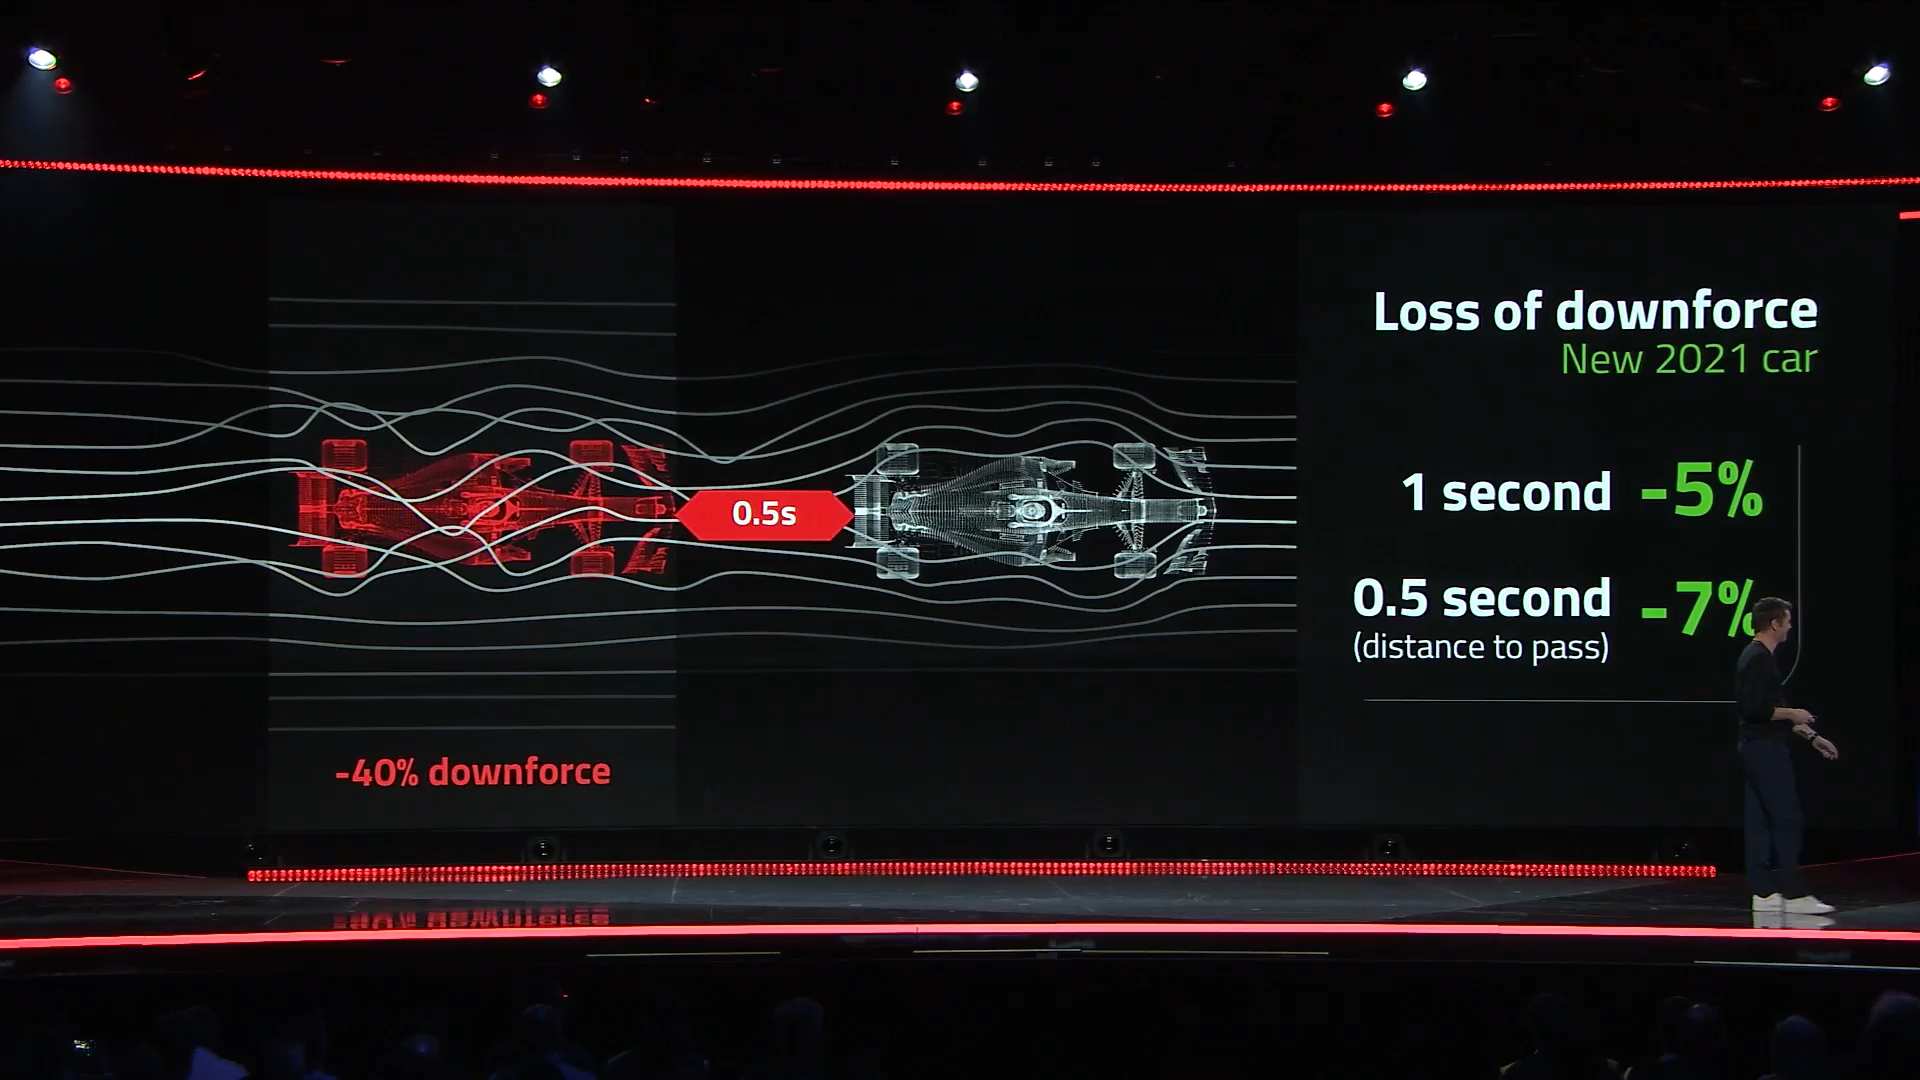 0.5s
-40% downforce
Loss of downforce
New 2021 car
1 second -5%
0.5 second -7%
(distance to pass)